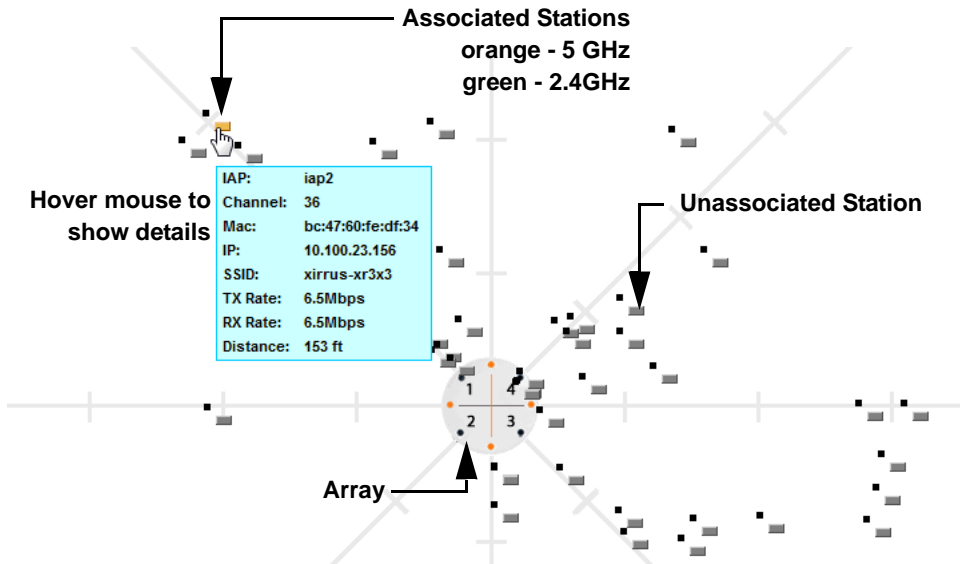 Associated Stations
orange - 5 GHz
green - 2.4GHz
Hover mouse to
show details
IAP: iap2
Channel: 36
Mac: bc:47:60:fe:df:34
IP: 10.100.23.156
SSID: xirrus-xr3x3
TX Rate: 6.5Mbps
RX Rate: 6.5Mbps
Distance: 153 ft
Unassociated Station
1 4
2 3
Array